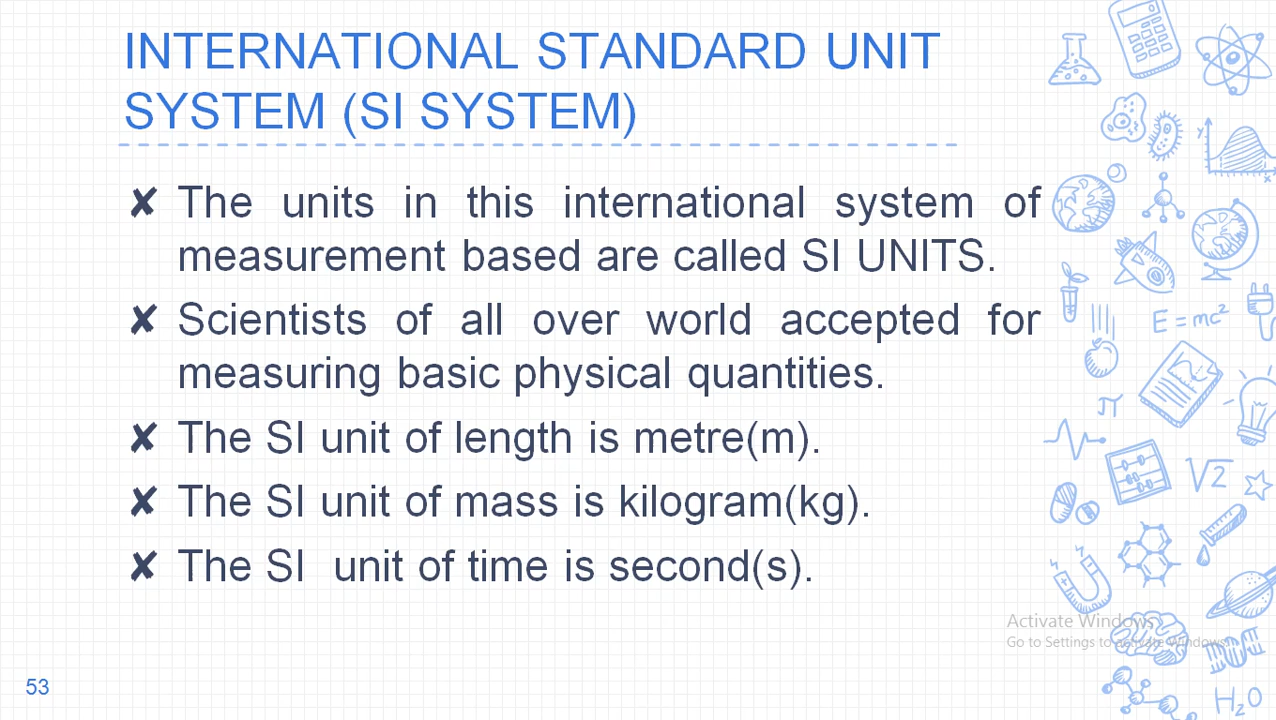 INTERNATIONAL STANDARD UNIT
SYSTEM (SI SYSTEM)
✘ The units in this international system of
measurement based are called SI UNITS.
✘ Scientists of all over world accepted for
measuring basic physical quantities.
✘ The SI unit of length is metre(m).
✘ The SI unit of mass is kilogram(kg).
✘ The SI unit of time is second(s).
y
x
E=mc²
π
√2
Activate Windows
Go to Settings to activate Windows.
53
H₂O